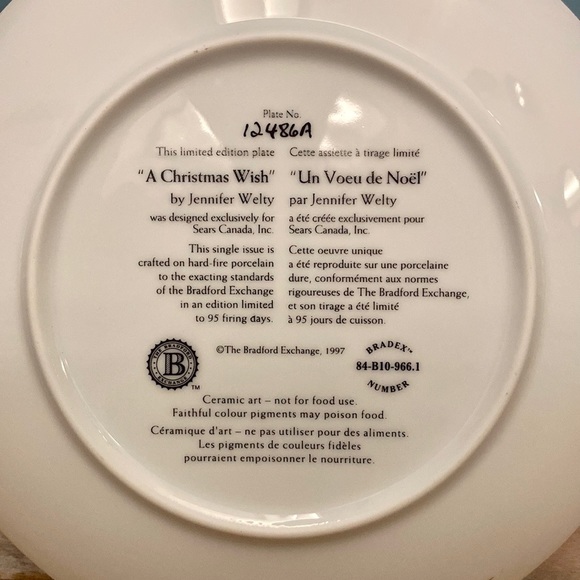 Plate No.
12486A
This limited edition plate
"A Christmas Wish"
by Jennifer Welty
was designed exclusively for
Sears Canada, Inc.
This single issue is
crafted on hard-fire porcelain
to the exacting standards
of the Bradford Exchange
in an edition limited
to 95 firing days.
Cette assiette à tirage limité
"Un Voeu de Noël"
par Jennifer Welty
a été créée exclusivement pour
Sears Canada, Inc.
Cette oeuvre unique
a été reproduite sur une porcelaine
dure, conformément aux normes
rigoureuses de The Bradford Exchange,
et son tirage a été limité
à 95 jours de cuisson.
THE BRADFORD
B
EXCHANGE
TM
©The Bradford Exchange, 1997
BRADEX™
84-B10-966.1
NUMBER
Ceramic art – not for food use.
Faithful colour pigments may poison food.
Céramique d'art – ne pas utiliser pour des aliments.
Les pigments de couleurs fidèles
pourraient empoisonner le nourriture.